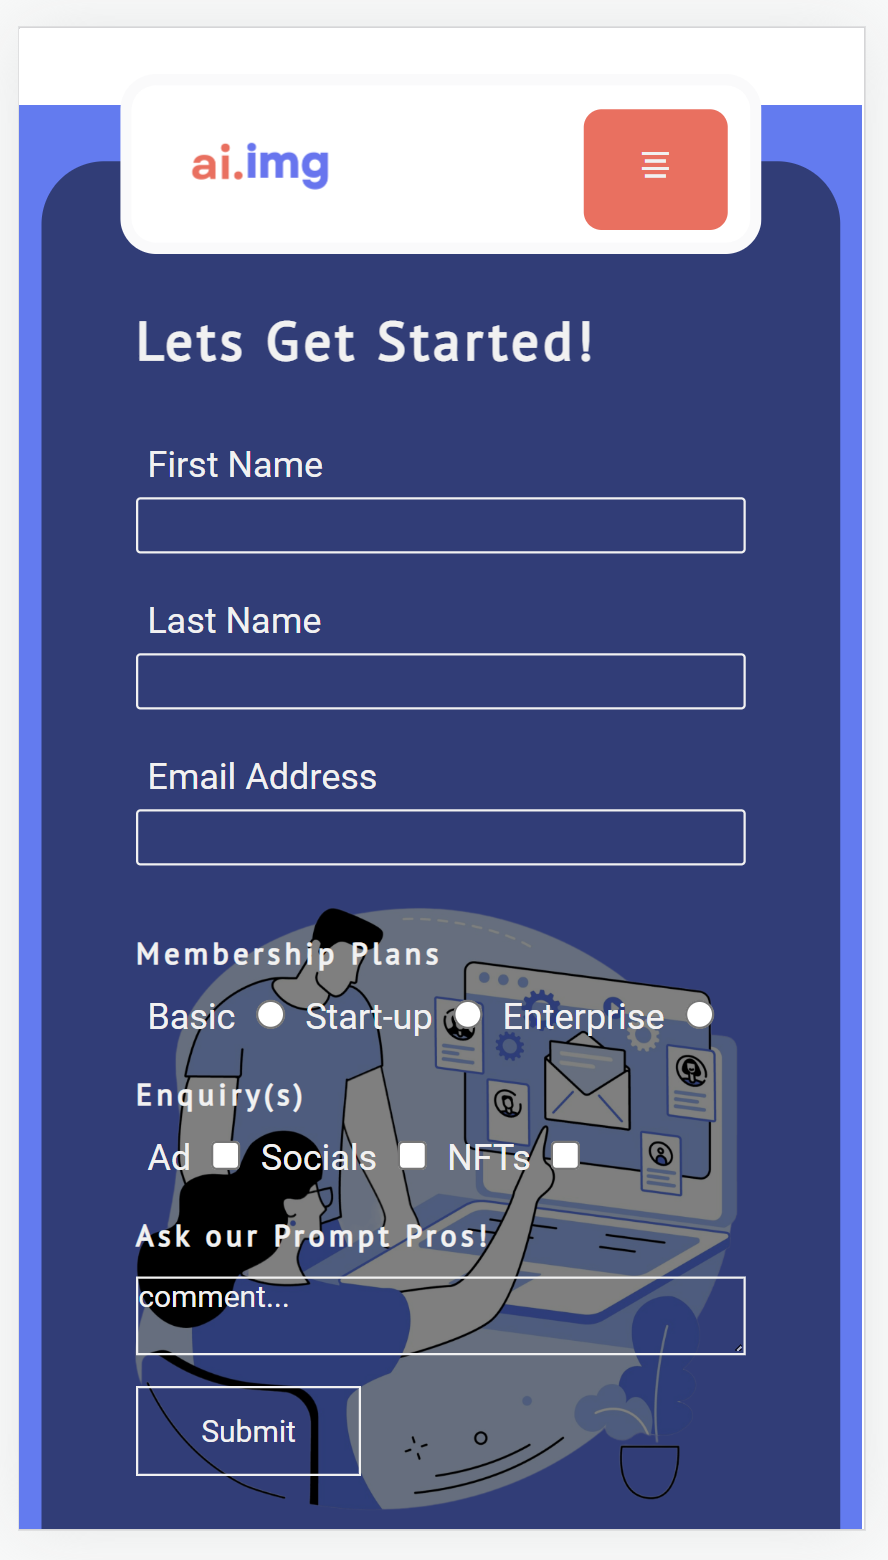 ai.img
Lets Get Started!
First Name
Last Name
Email Address
Membership Plans
Basic Start-up Enterprise
Enquiry(s)
Ad Socials NFTs
Ask our Prompt Pros!
comment...
Submit